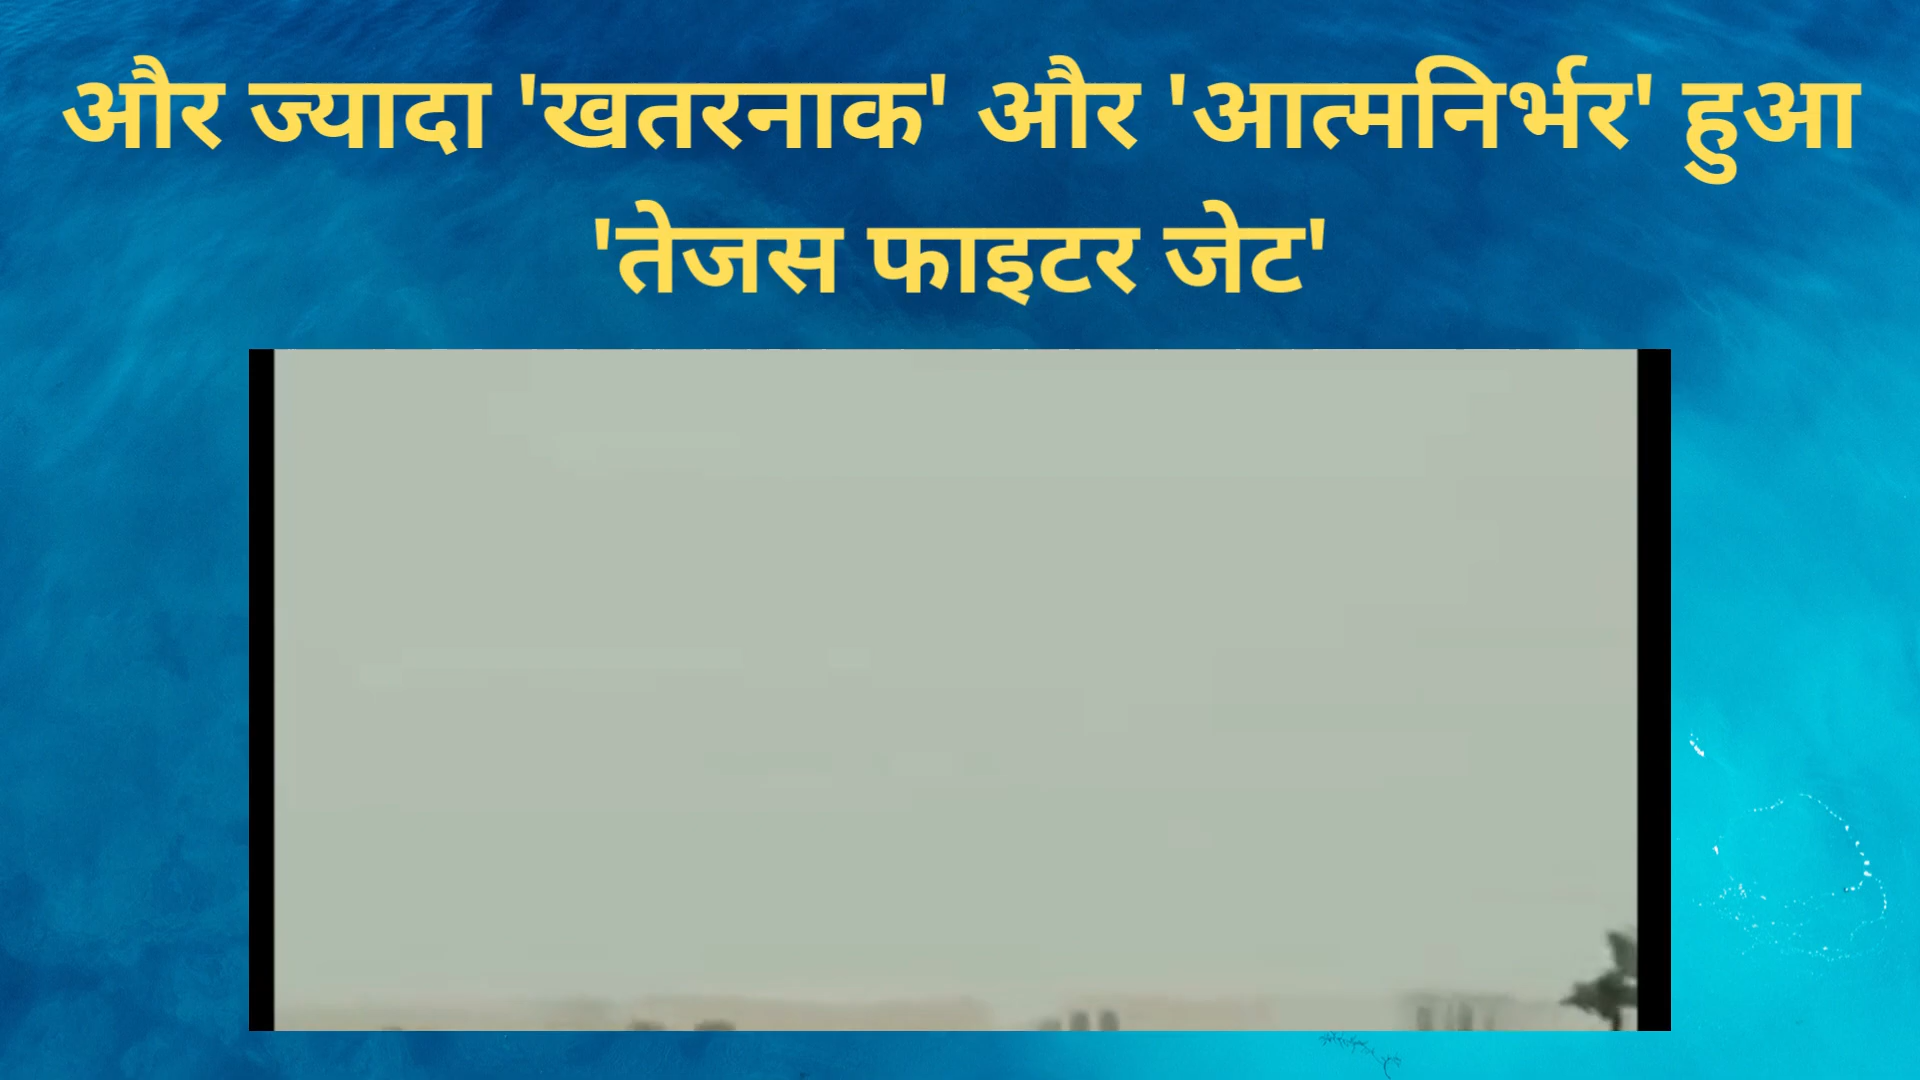 और ज्यादा 'खतरनाक' और 'आत्मनिर्भर' हुआ
'तेजस फाइटर जेट'